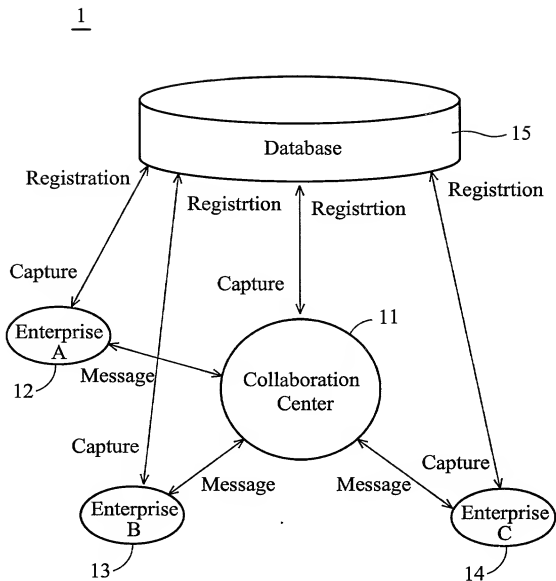 1
15
Database
Registration
Registrtion
Registrtion
Registrtion
Capture
Capture
11
Enterprise
A
12
Message
Collaboration
Center
Capture
Message
Message
Capture
Enterprise
B
13
Enterprise
C
14